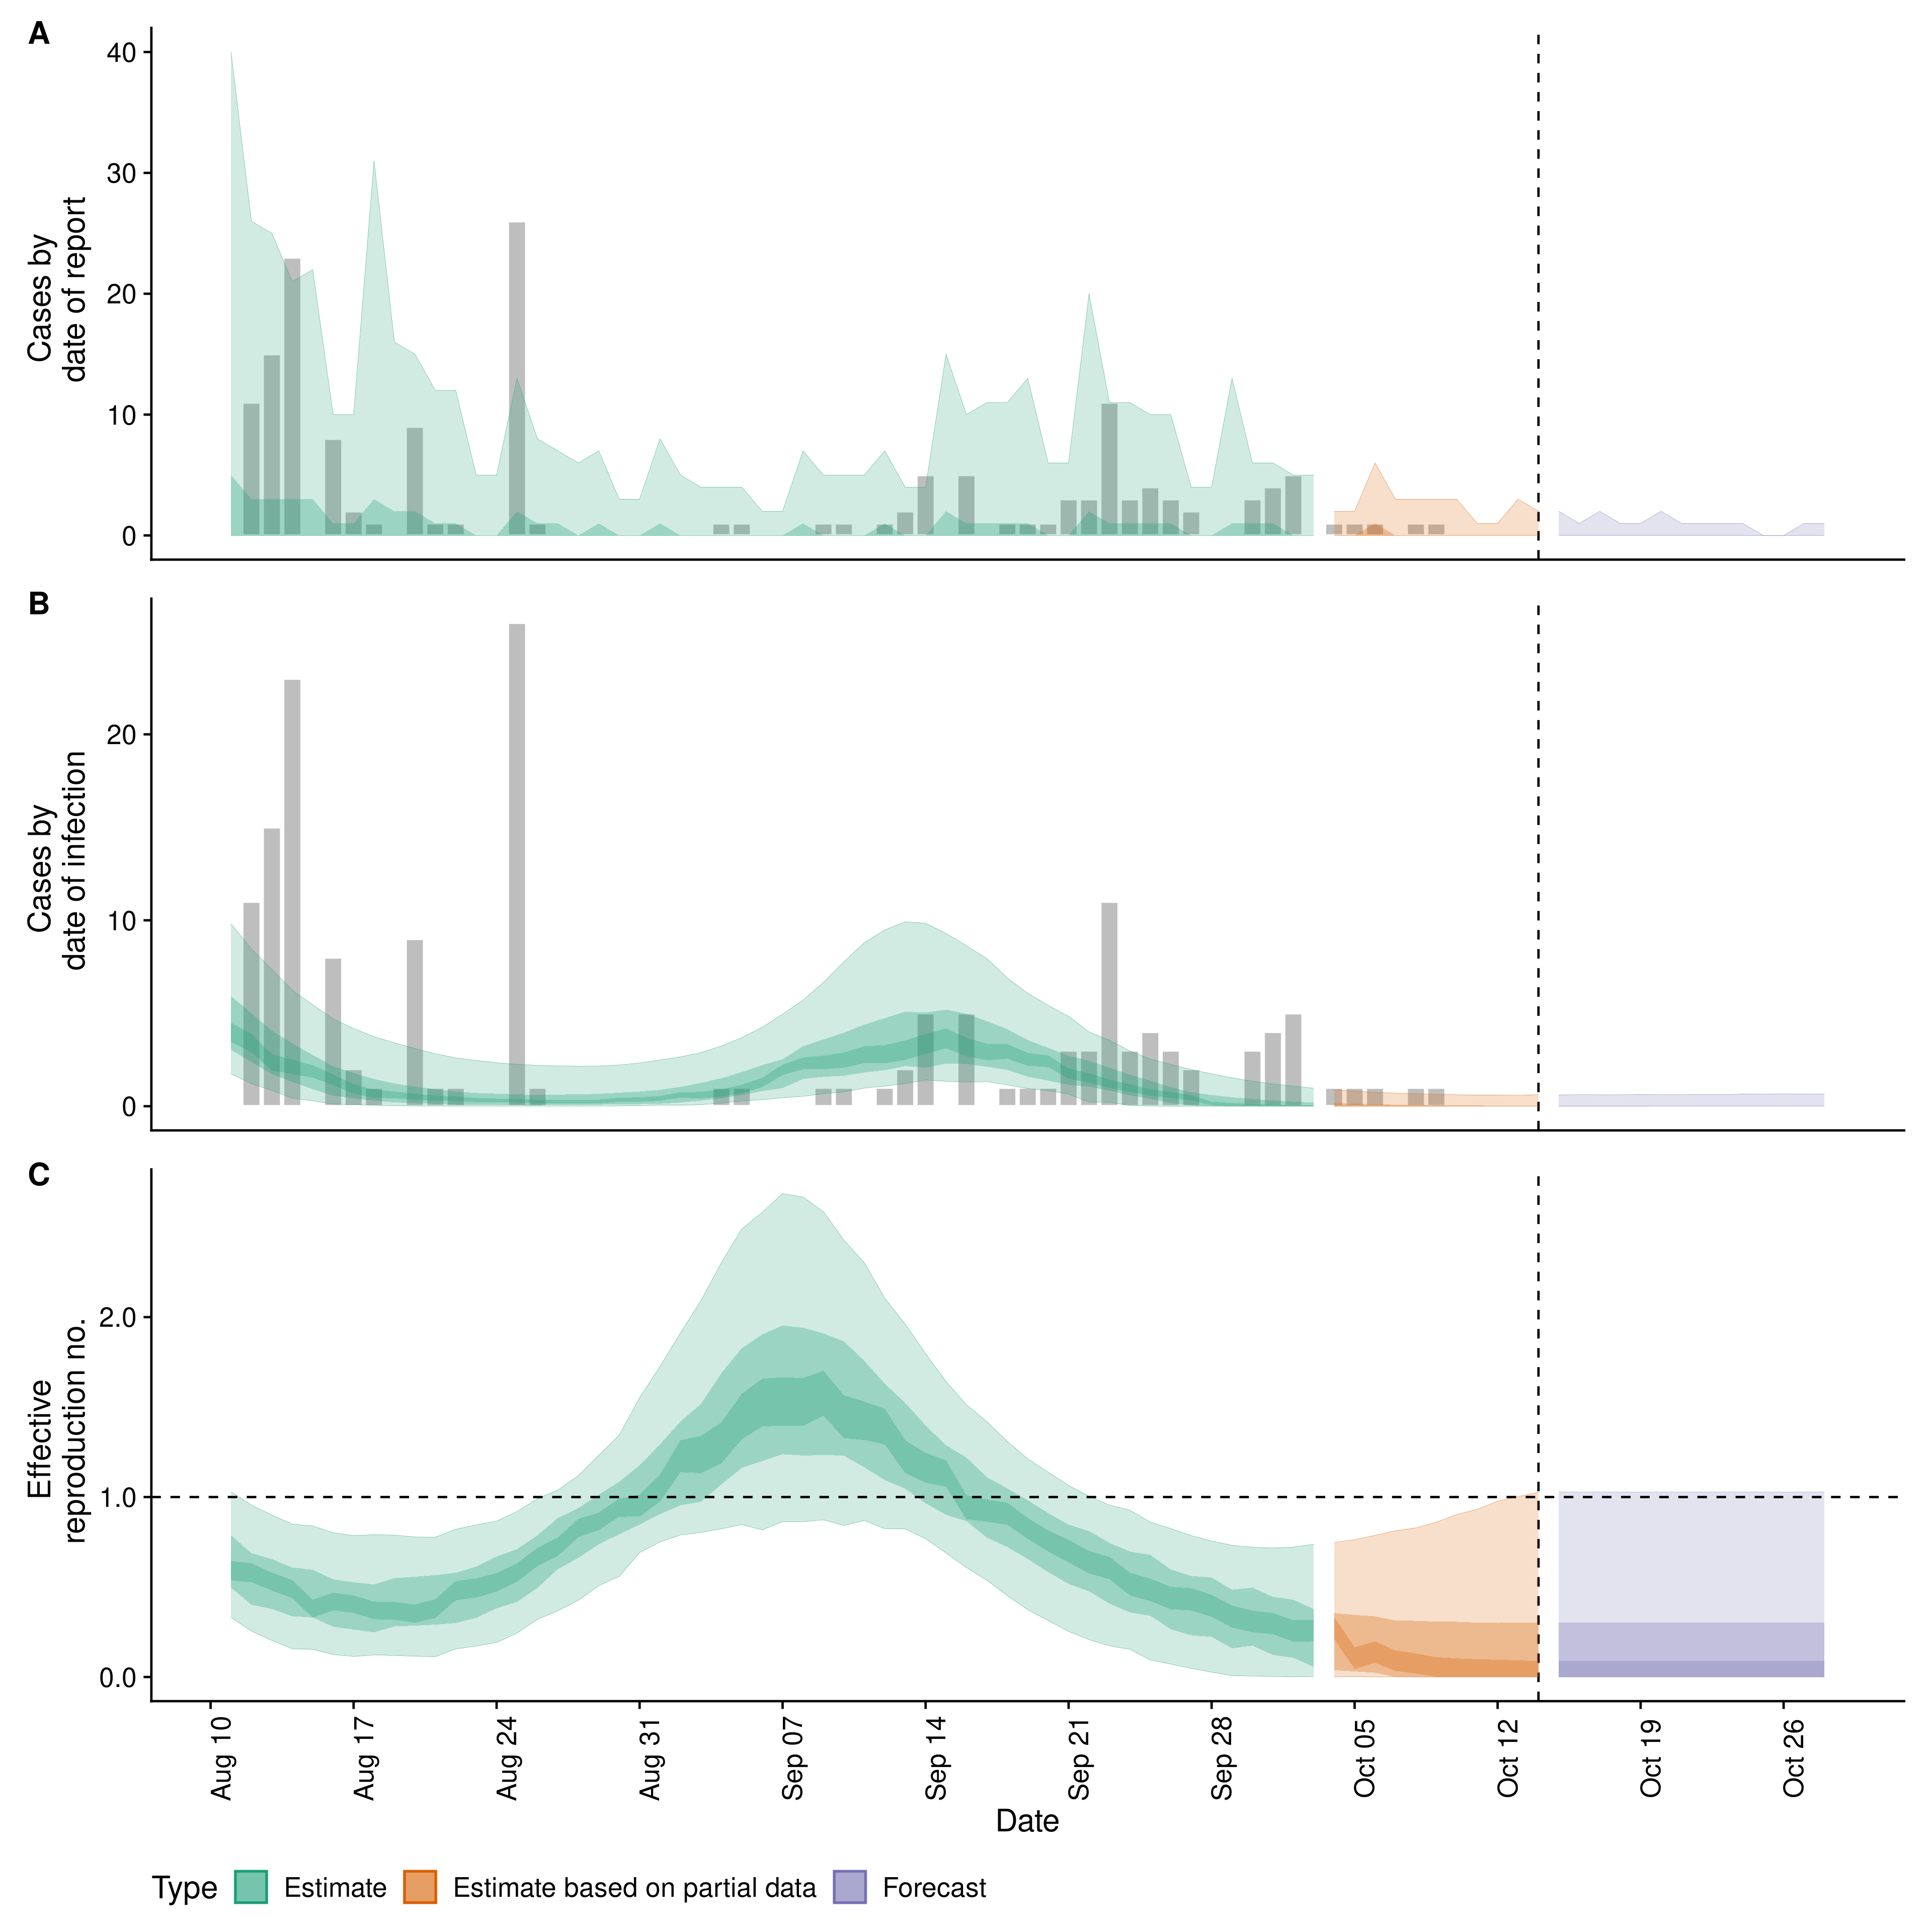 A
40
30
20
10
0
Cases by
date of report
B
20
10
0
Cases by
date of infection
C
2.0
1.0
0.0
Effective
reproduction no.
Aug 10
Aug 17
Aug 24
Aug 31
Sep 07
Sep 14
Sep 21
Sep 28
Oct 05
Oct 12
Oct 19
Oct 26
Date
Type Estimate Estimate based on partial data Forecast